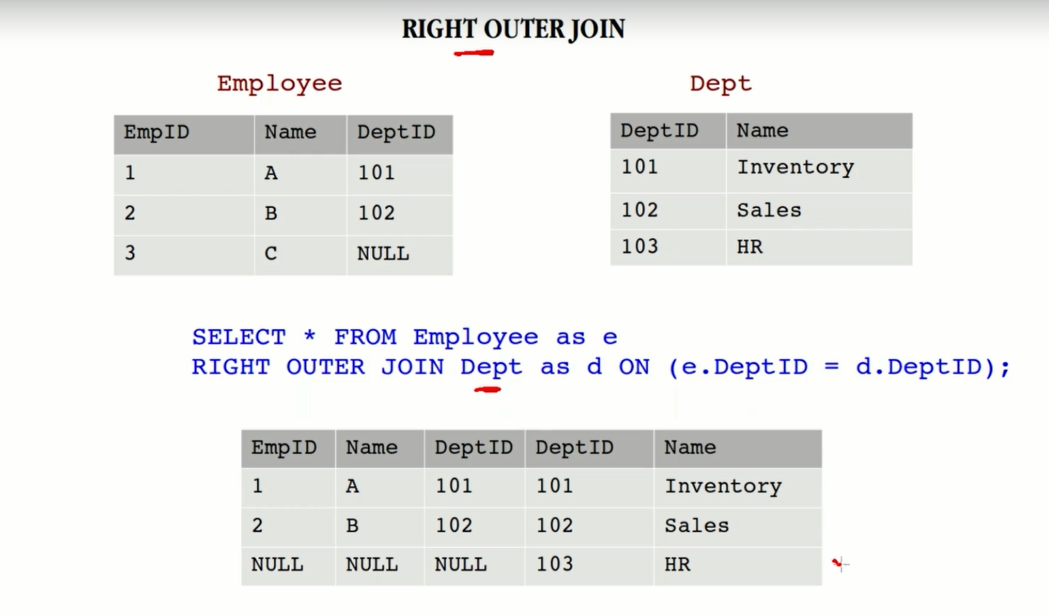 RIGHT OUTER JOIN
Employee
EmpID Name DeptID
1 A 101
2 B 102
3 C NULL
Dept
DeptID Name
101 Inventory
102 Sales
103 HR
SELECT * FROM Employee as e
RIGHT OUTER JOIN Dept as d ON (e.DeptID = d.DeptID);
EmpID Name DeptID DeptID Name
1 A 101 101 Inventory
2 B 102 102 Sales
NULL NULL NULL 103 HR